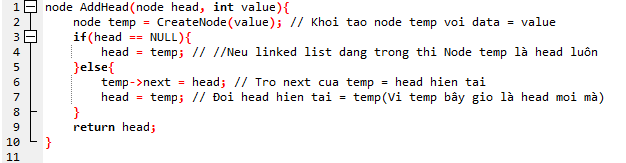 1 node AddHead(node head, int value){
2 node temp = CreateNode(value); // Khoi tao node temp voi data = value
3 if(head == NULL){
4 head = temp; // //Neu linked list dang trong thi Node temp là head luôn
5 }else{
6 temp->next = head; // Tro next cua temp = head hien tai
7 head = temp; // Đoi head hien tai = temp(Vi temp bây gio là head moi mà)
8 }
9 return head;
10 }
11